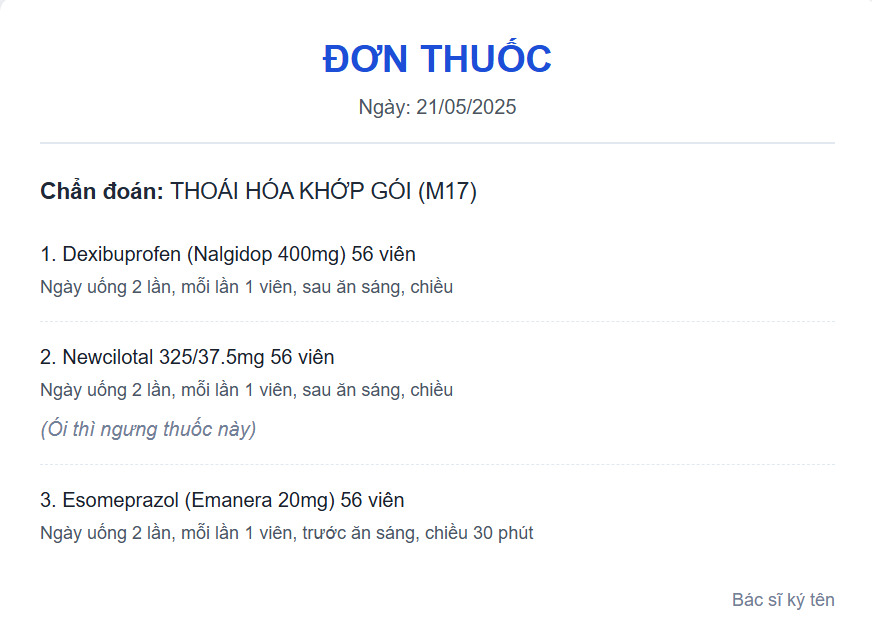 ĐƠN THUỐC
Ngày: 21/05/2025
Chẩn đoán: THOÁI HÓA KHỚP GÓI (M17)
1. Dexibuprofen (Nalgidop 400mg) 56 viên
Ngày uống 2 lần, mỗi lần 1 viên, sau ăn sáng, chiều
2. Newcilotal 325/37.5mg 56 viên
Ngày uống 2 lần, mỗi lần 1 viên, sau ăn sáng, chiều
(Ói thì ngưng thuốc này)
3. Esomeprazol (Emanera 20mg) 56 viên
Ngày uống 2 lần, mỗi lần 1 viên, trước ăn sáng, chiều 30 phút
Bác sĩ ký tên